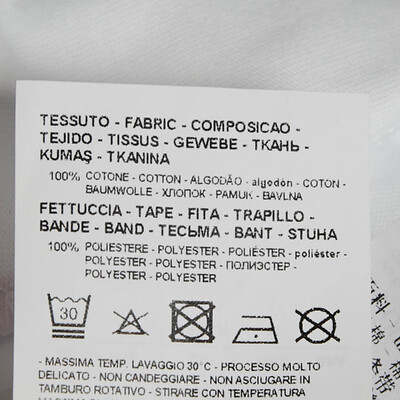 TESSUTO - FABRIC - COMPOSICAO -
TEJIDO - TISSUS - GEWEBE - ТКАНЬ -
KUMAŞ - TKANINA
100% COTONE - COTTON - ALGODÃO - algodón - COTON -
BAUMWOLLE - ХЛОПОК - PAMUK - BAVLNA
FETTUCCIA - TAPE - FITA - TRAPILLO -
BANDE - BAND - ТЕСЬМА - BANT - STUHA
100% POLIESTERE - POLYESTER - POLIÉSTER - poliéster -
POLYESTER - POLYESTER - ПОЛИЭСТЕР -
POLYESTER - POLYESTER
30
- MASSIMA TEMP. LAVAGGIO 30°C - PROCESSO MOLTO
DELICATO - NON CANDEGGIARE - NON ASCIUGARE IN
TAMBURO ROTATIVO - STIRARE CON TEMPERATURA